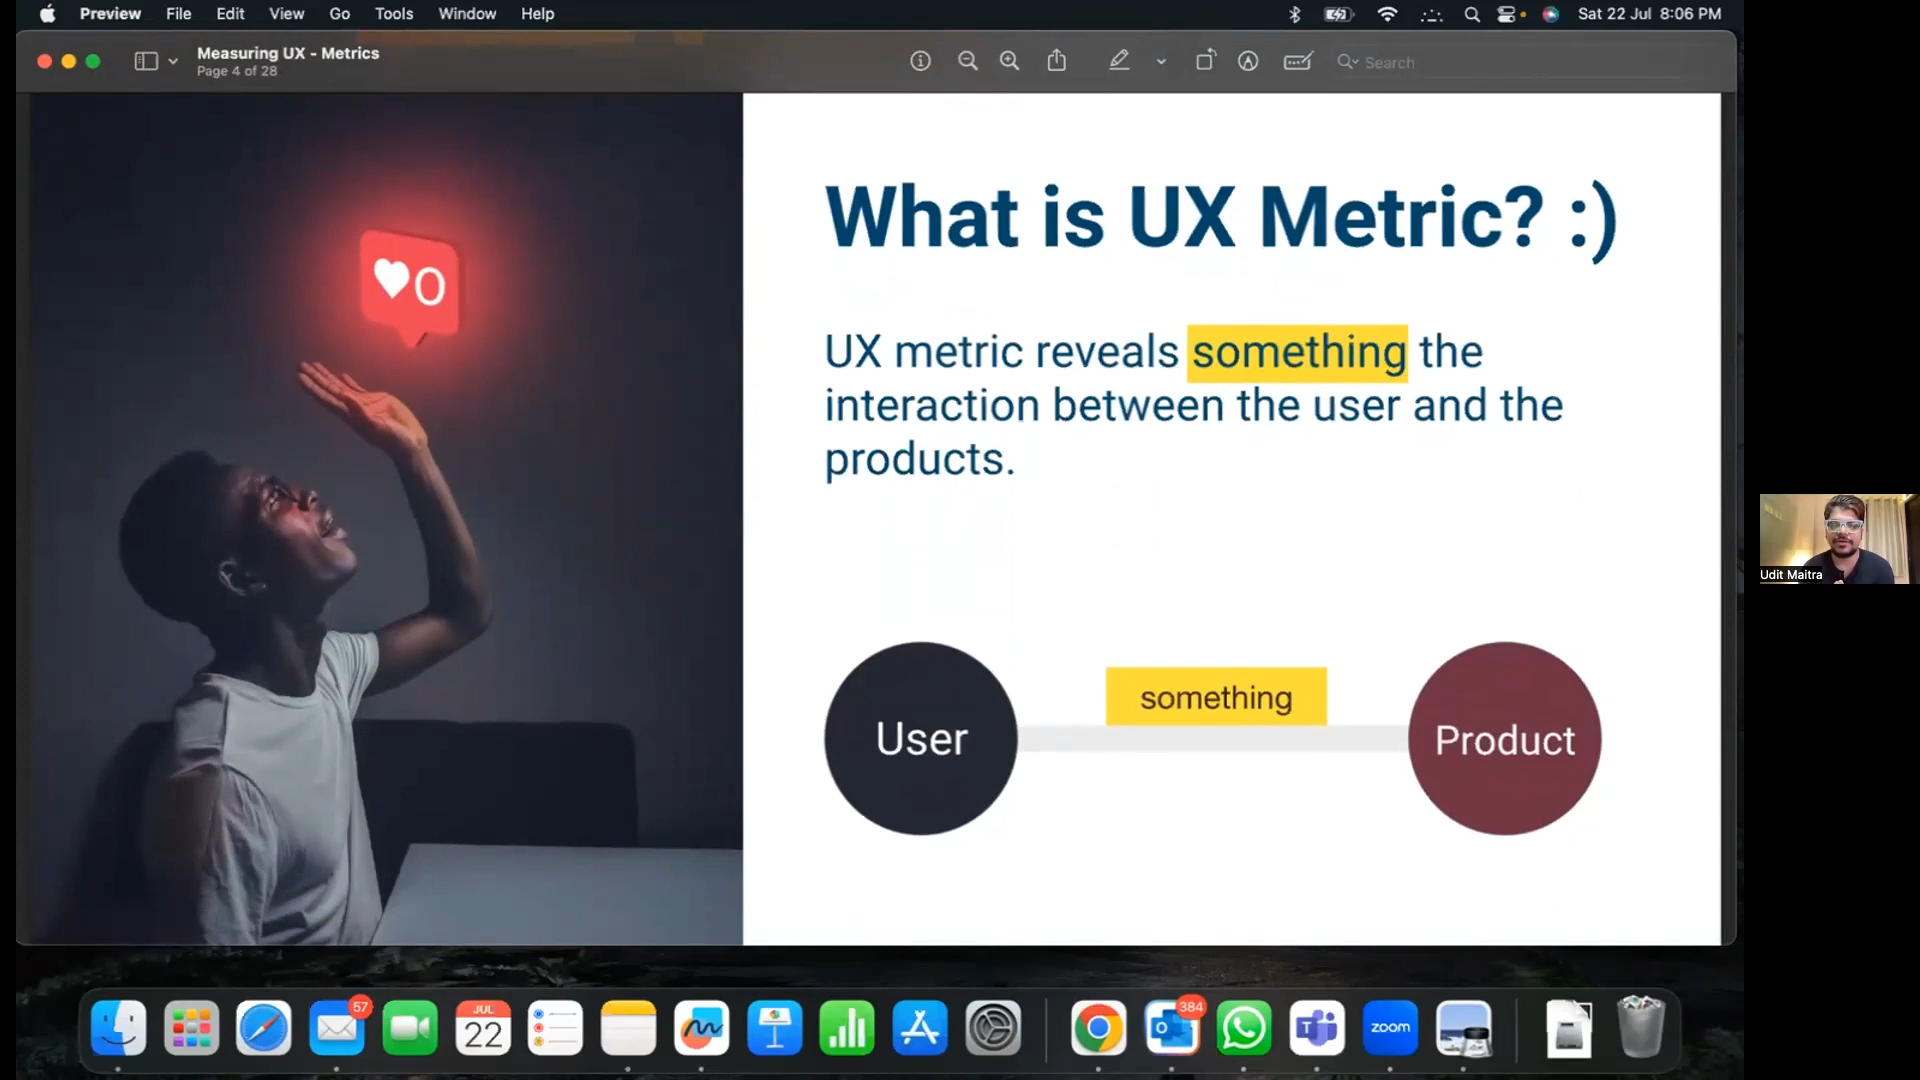 Preview File Edit View Go Tools Window Help Sat 22 Jul 8:06 PM
Measuring UX - Metrics
Page 4 of 28
Search
0
What is UX Metric? :)
UX metric reveals something the
interaction between the user and the
products.
something
User
Product
Udit Maitra
57
JUL
22
384
zoom